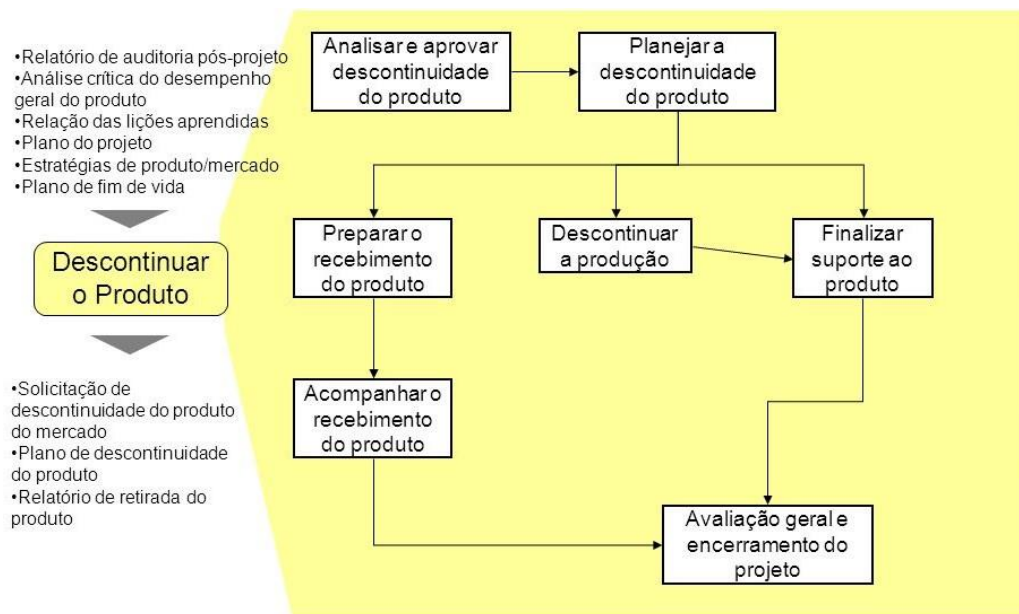 •Relatório de auditoria pós-projeto
•Análise crítica do desempenho
geral do produto
•Relação das lições aprendidas
•Plano do projeto
•Estratégias de produto/mercado
•Plano de fim de vida
Descontinuar
o Produto
•Solicitação de
descontinuidade do produto
do mercado
•Plano de descontinuidade
do produto
•Relatório de retirada do
produto
Analisar e aprovar
descontinuidade
do produto
Planejar a
descontinuidade
do produto
Preparar o
recebimento
do produto
Descontinuar
a produção
Finalizar
suporte ao
produto
Acompanhar o
recebimento
do produto
Avaliação geral e
encerramento do
projeto